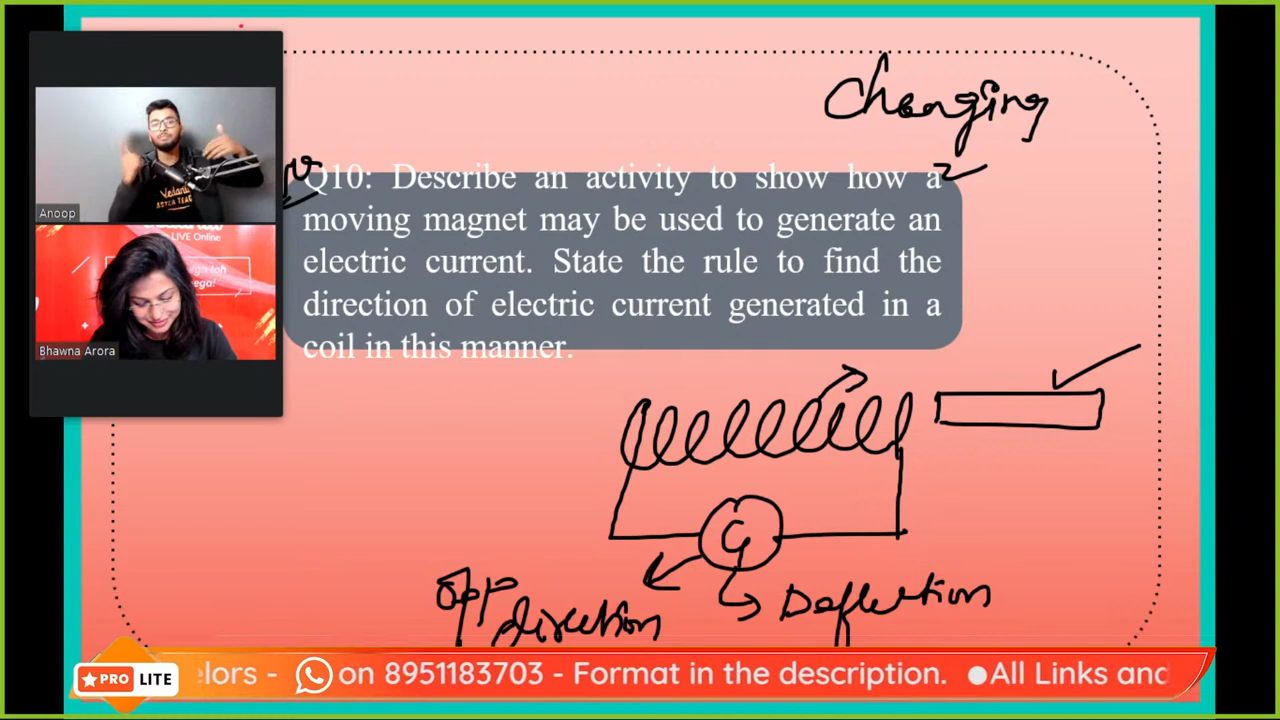 Changing
Q10: Describe an activity to show how a
moving magnet may be used to generate an
electric current. State the rule to find the
direction of electric current generated in a
coil in this manner.
Anoop
LIVE Online
Bhawna Arora
G
Opp
direction
Deflection
PRO LITE
elors - on 8951183703 - Format in the description. ●All Links and